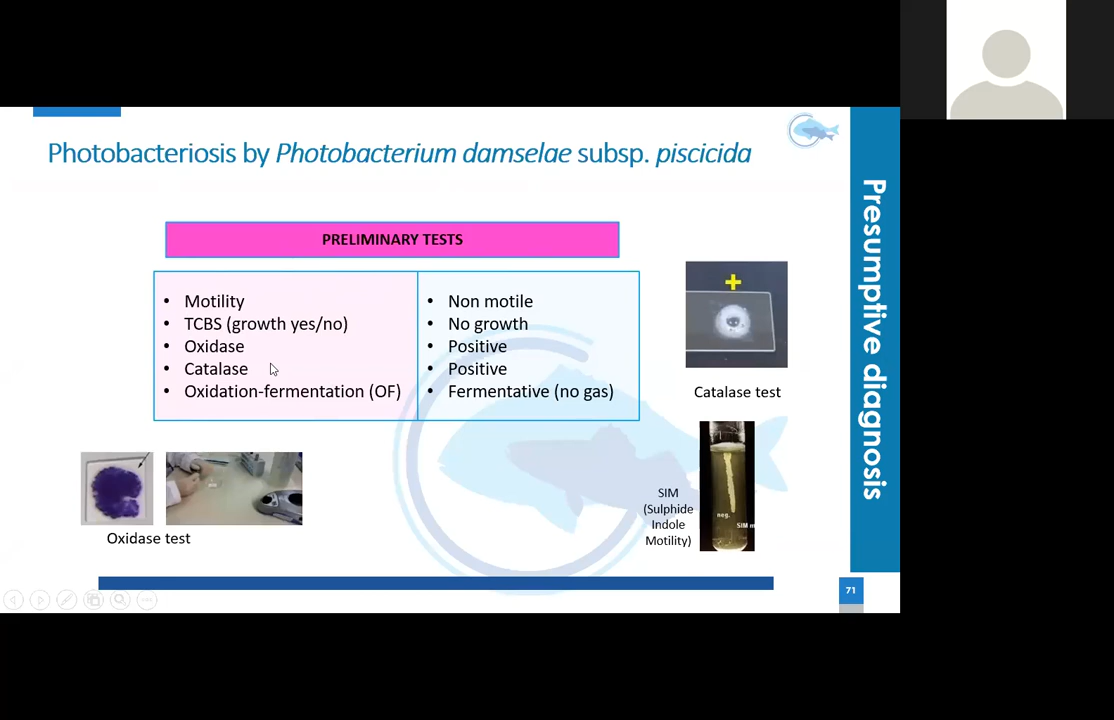 Photobacteriosis by Photobacterium damselae subsp. piscicida
PRELIMINARY TESTS
• Motility
• TCBS (growth yes/no)
• Oxidase
• Catalase
• Oxidation-fermentation (OF)
• Non motile
• No growth
• Positive
• Positive
• Fermentative (no gas)
+
Catalase test
Oxidase test
SIM
(Sulphide
Indole
Motility)
neg.
SIM m
Presumptive diagnosis
71